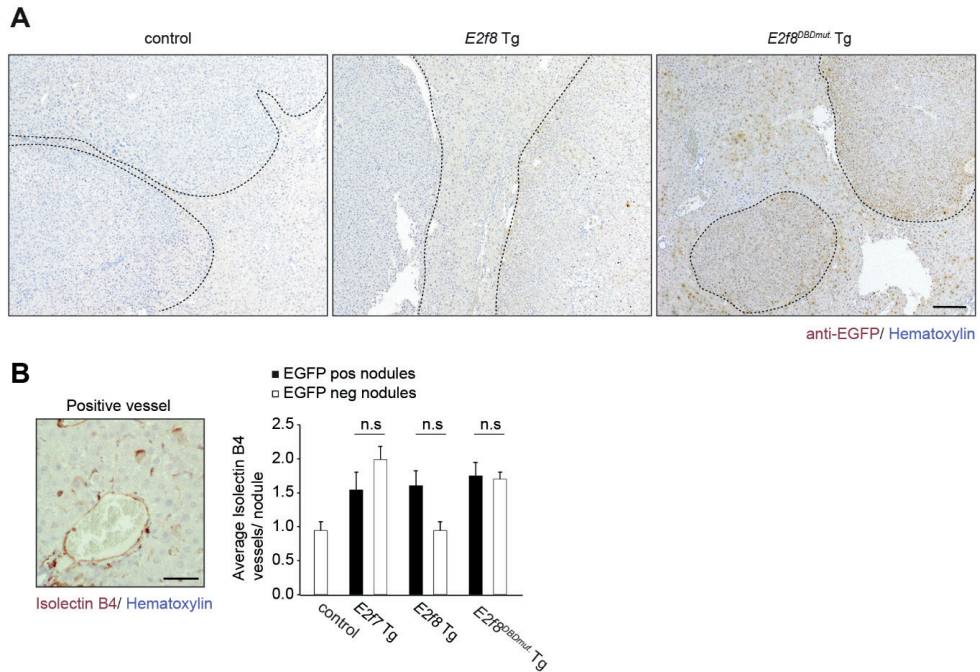 A
control
E2f8 Tg
E2f8DBDmut. Tg
anti-EGFP/ Hematoxylin
B
Positive vessel
Isolectin B4/ Hematoxylin
EGFP pos nodules
EGFP neg nodules
Average Isolectin B4
vessels/ nodule
2.5
2.0
1.5
1.0
0.5
0.0
n.s
n.s
n.s
control
E2f7 Tg
E2f8 Tg
E2f8DBDmut. Tg